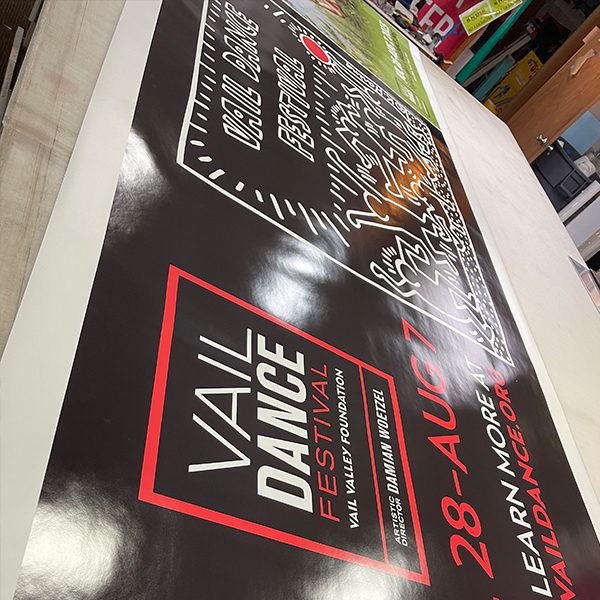 VAIL DANCE
FESTIVAL
VAIL
DANCE
FESTIVAL
VAIL VALLEY FOUNDATION
ARTISTIC
DIRECTOR DAMIAN WOETZEL
28–AUG 7
LEARN MORE AT
VAILDANCE.ORG